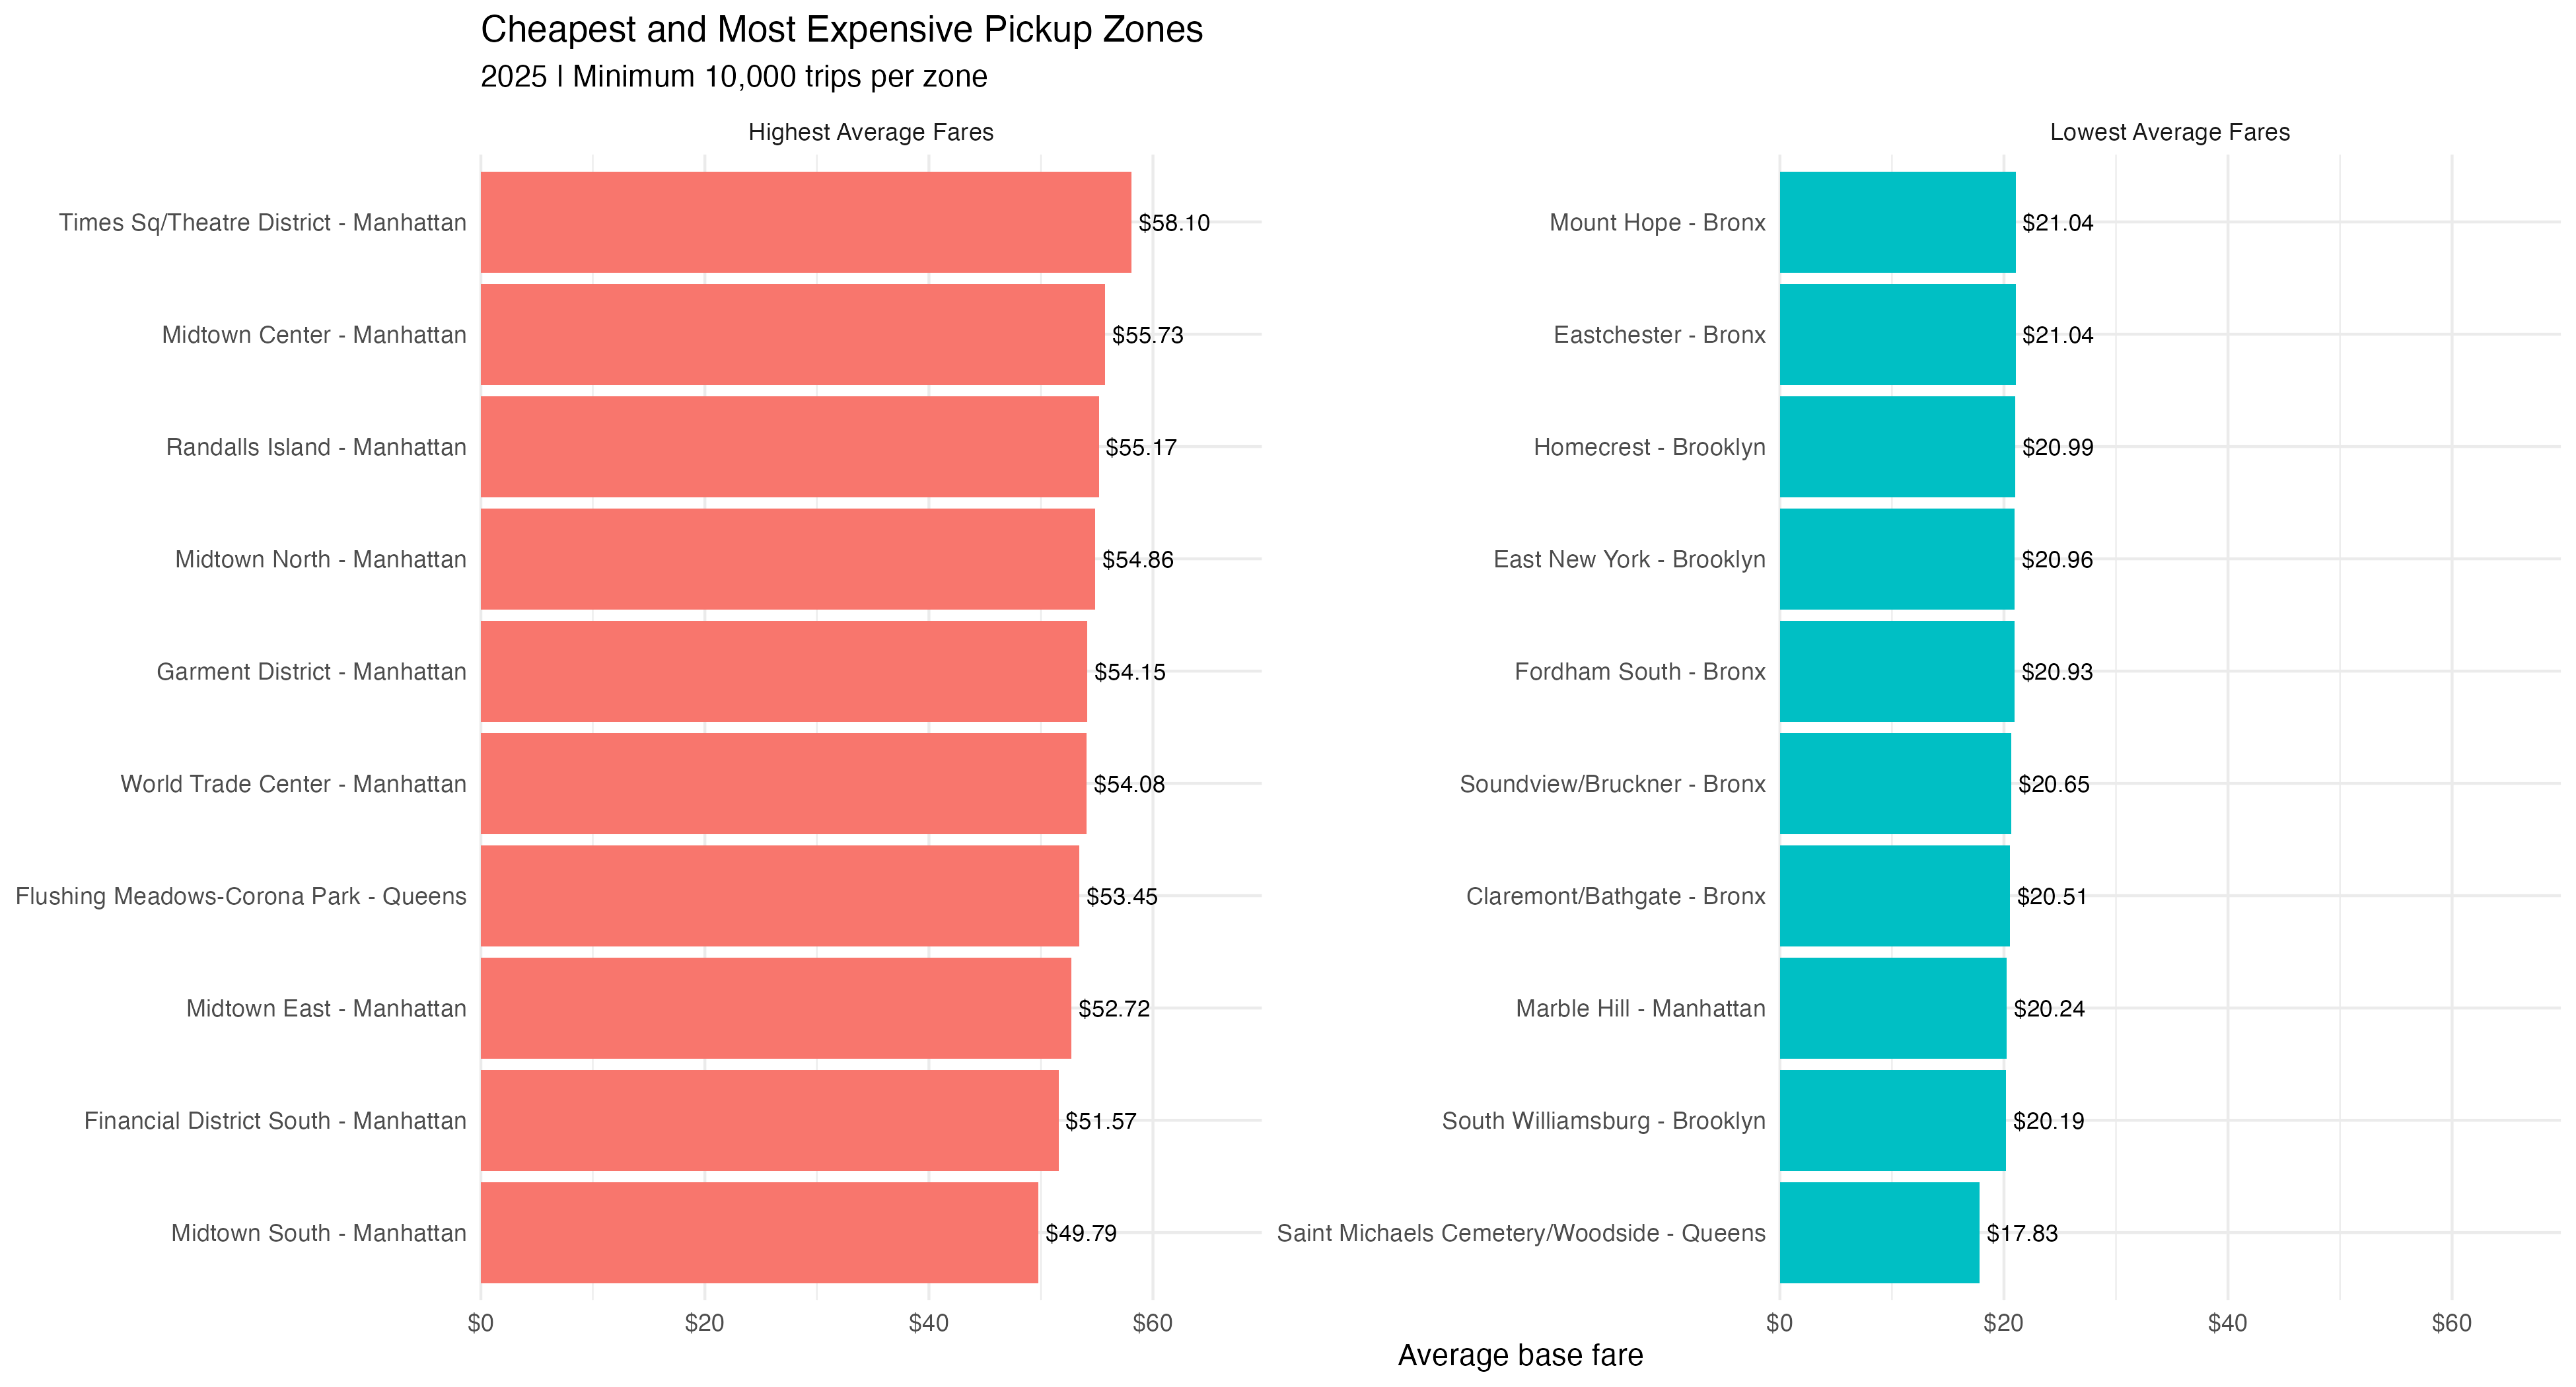 Cheapest and Most Expensive Pickup Zones
2025 | Minimum 10,000 trips per zone
Highest Average Fares
Times Sq/Theatre District - Manhattan $58.10
Midtown Center - Manhattan $55.73
Randalls Island - Manhattan $55.17
Midtown North - Manhattan $54.86
Garment District - Manhattan $54.15
World Trade Center - Manhattan $54.08
Flushing Meadows-Corona Park - Queens $53.45
Midtown East - Manhattan $52.72
Financial District South - Manhattan $51.57
Midtown South - Manhattan $49.79
$0 $20 $40 $60
Lowest Average Fares
Mount Hope - Bronx $21.04
Eastchester - Bronx $21.04
Homecrest - Brooklyn $20.99
East New York - Brooklyn $20.96
Fordham South - Bronx $20.93
Soundview/Bruckner - Bronx $20.65
Claremont/Bathgate - Bronx $20.51
Marble Hill - Manhattan $20.24
South Williamsburg - Brooklyn $20.19
Saint Michaels Cemetery/Woodside - Queens $17.83
$0 $20 $40 $60
Average base fare